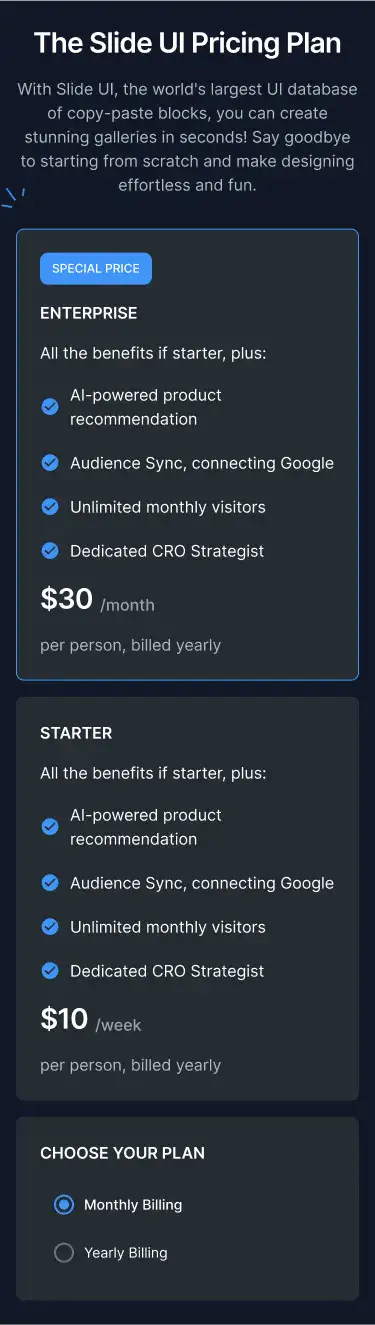 The Slide UI Pricing Plan
With Slide UI, the world's largest UI database
of copy-paste blocks, you can create
stunning galleries in seconds! Say goodbye
to starting from scratch and make designing
effortless and fun.
SPECIAL PRICE
ENTERPRISE
All the benefits if starter, plus:
AI-powered product
recommendation
Audience Sync, connecting Google
Unlimited monthly visitors
Dedicated CRO Strategist
$30 /month
per person, billed yearly
STARTER
All the benefits if starter, plus:
AI-powered product
recommendation
Audience Sync, connecting Google
Unlimited monthly visitors
Dedicated CRO Strategist
$10 /week
per person, billed yearly
CHOOSE YOUR PLAN
Monthly Billing
Yearly Billing